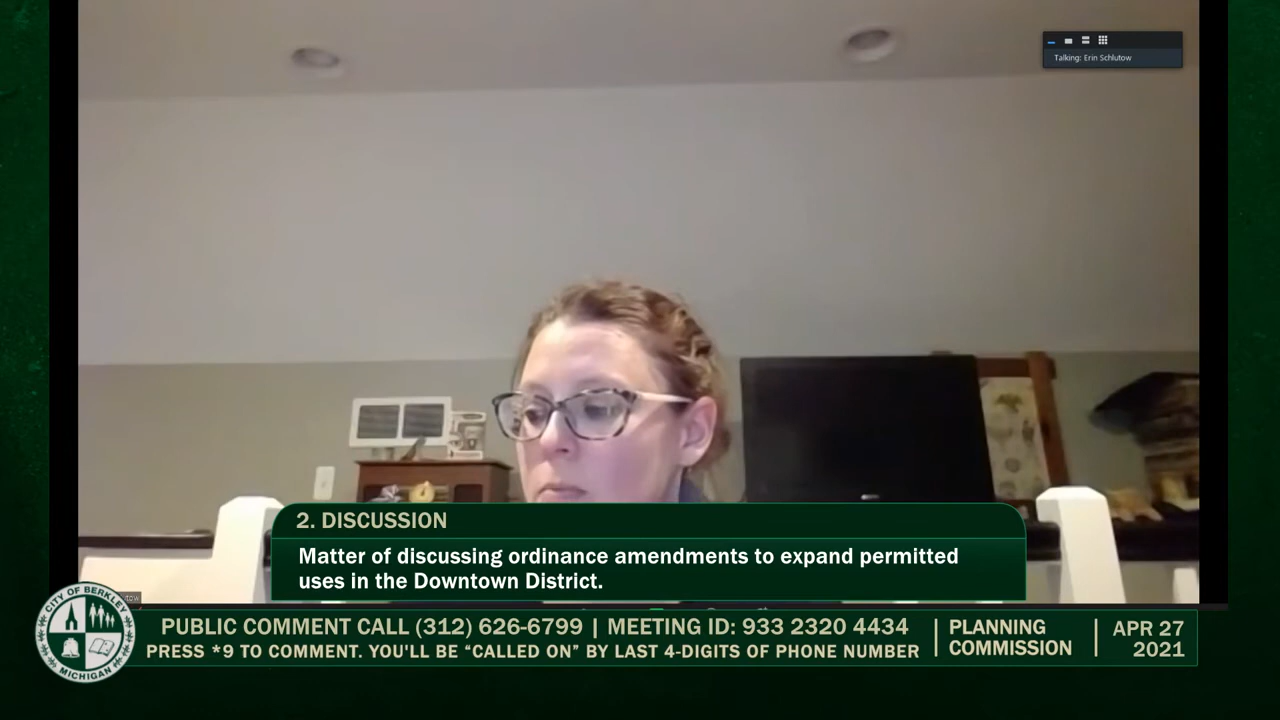 Talking: Erin Schlutow
2. DISCUSSION
Matter of discussing ordinance amendments to expand permitted
uses in the Downtown District.
CITY OF BERKLEY
MICHIGAN
PUBLIC COMMENT CALL (312) 626-6799 | MEETING ID: 933 2320 4434
PRESS *9 TO COMMENT. YOU'LL BE “CALLED ON” BY LAST 4-DIGITS OF PHONE NUMBER
PLANNING
COMMISSION
APR 27
2021